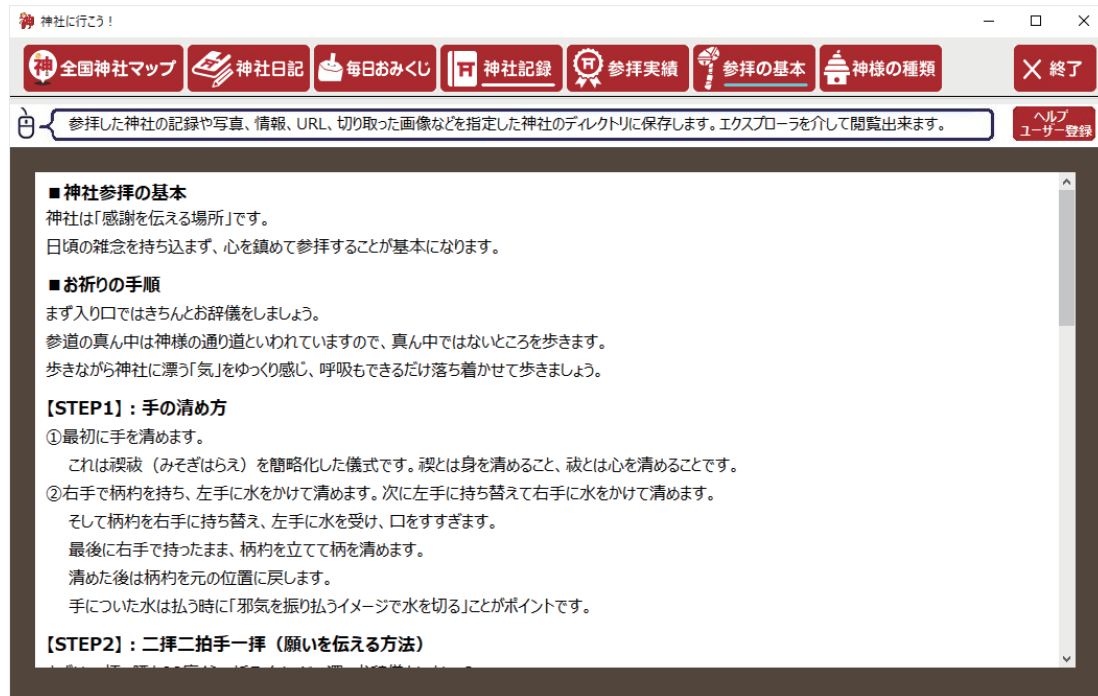 神社に行こう！
全国神社マップ
神社日記
毎日おみくじ
神社記録
参拝実績
参拝の基本
神様の種類
終了
参拝した神社の記録や写真、情報、URL、切り取った画像などを指定した神社のディレクトリに保存します。エクスプローラを介して閲覧出来ます。
ヘルプ
ユーザー登録
■神社参拝の基本
神社は「感謝を伝える場所」です。
日頃の雑念を持ち込まず、心を鎮めて参拝することが基本になります。
■お祈りの手順
まず入り口ではきちんとお辞儀をしましょう。
参道の真ん中は神様の通り道といわれていますので、真ん中ではないところを歩きます。
歩きながら神社に漂う「気」をゆっくり感じ、呼吸もできるだけ落ち着かせて歩きましょう。
【STEP1】：手の清め方
①最初に手を清めます。
これは禊祓（みそぎはらえ）を簡略化した儀式です。禊とは身を清めること、祓とは心を清めることです。
②右手で柄杓を持ち、左手に水をかけて清めます。次に左手に持ち替えて右手に水をかけて清めます。
そして柄杓を右手に持ち替え、左手に水を受け、口をすすぎます。
最後に右手で持ったまま、柄杓を立てて柄を清めます。
清めた後は柄杓を元の位置に戻します。
手についた水は払う時に「邪気を振り払うイメージで水を切る」ことがポイントです。
【STEP2】：二拝二拍手一拝（願いを伝える方法）